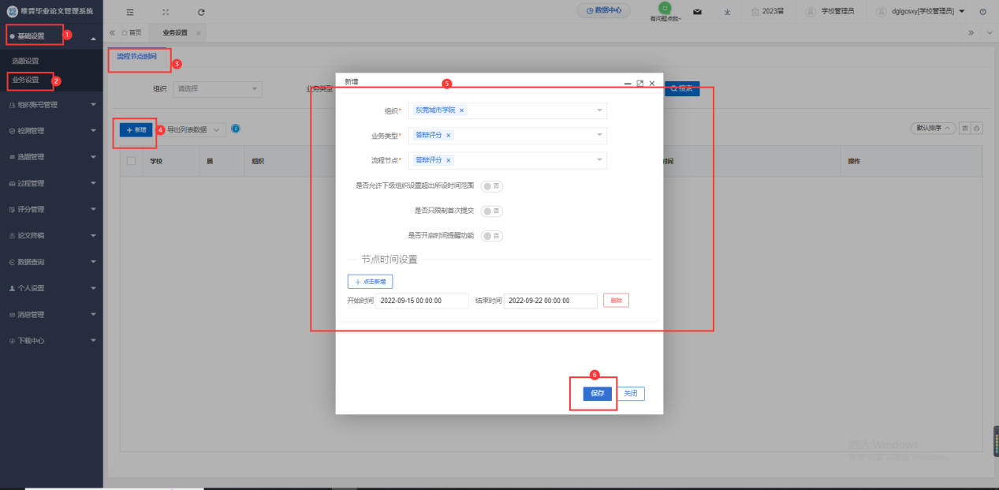 维普毕业论文管理系统
数据中心
有问题点我~
2023届
学校管理员
dglgcsxy[学校管理员]
基础设置
1
首页
业务设置
选题设置
业务设置
2
组织账号管理
检测管理
选题管理
过程管理
评分管理
论文终稿
数据查询
个人设置
消息管理
下载中心
流程节点时间
3
组织
请选择
业务类型
搜索
新增
4
导出列表数据
默认排序
学校
届
组织
时间
操作
新增
5
组织*
东莞城市学院 ×
业务类型*
答辩评分 ×
流程节点*
答辩评分 ×
是否允许下级组织设置超出所设时间范围
否
是否只限制首次提交
否
是否开启时间提醒功能
否
节点时间设置
点击新增
开始时间
2022-09-15 00:00:00
结束时间
2022-09-22 00:00:00
删除
6
保存
关闭
激活 Windows